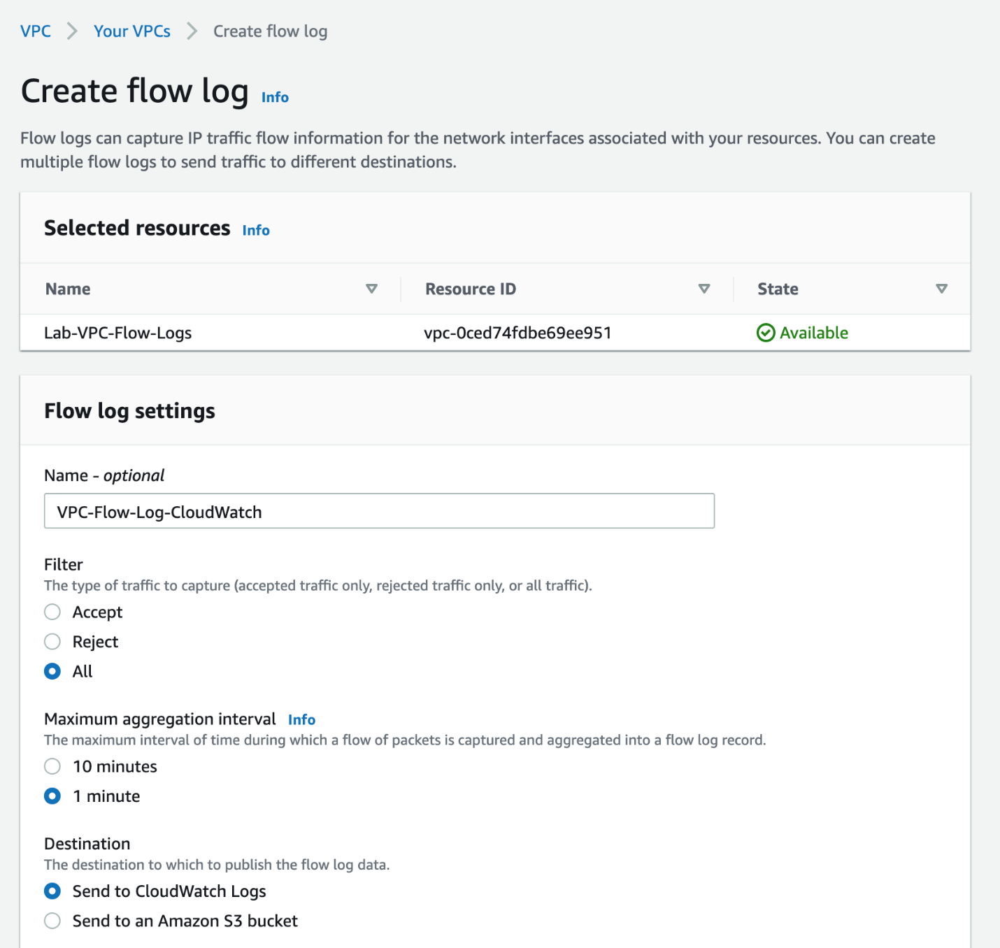 VPC > Your VPCs > Create flow log
Create flow log Info
Flow logs can capture IP traffic flow information for the network interfaces associated with your resources. You can create
multiple flow logs to send traffic to different destinations.
Selected resources Info
Name Resource ID State
Lab-VPC-Flow-Logs vpc-0ced74fdbe69ee951 Available
Flow log settings
Name - optional
VPC-Flow-Log-CloudWatch
Filter
The type of traffic to capture (accepted traffic only, rejected traffic only, or all traffic).
Accept
Reject
All
Maximum aggregation interval Info
The maximum interval of time during which a flow of packets is captured and aggregated into a flow log record.
10 minutes
1 minute
Destination
The destination to which to publish the flow log data.
Send to CloudWatch Logs
Send to an Amazon S3 bucket